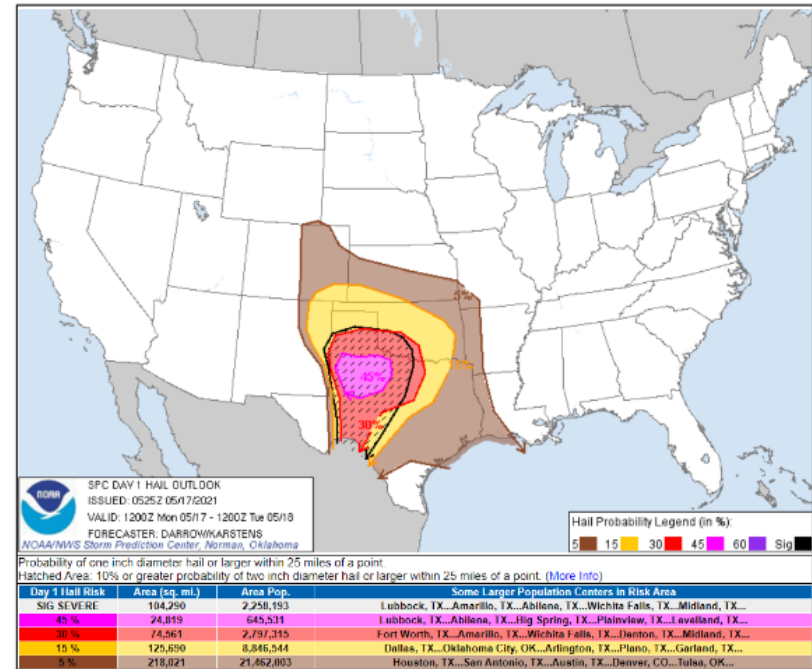 5%
15%
45%
30%
NOAA
SPC DAY 1 HAIL OUTLOOK
ISSUED: 0525Z 05/17/2021
VALID: 1200Z Mon 05/17 - 1200Z Tue 05/18
FORECASTER: DARROW/KARSTENS
NOAA/NWS Storm Prediction Center, Norman, Oklahoma
Hail Probability Legend (in %):
5 15 30 45 60 Sig
Probability of one inch diameter hail or larger within 25 miles of a point.
Hatched Area: 10% or greater probability of two inch diameter hail or larger within 25 miles of a point. (More Info)
Day 1 Hail Risk Area (sq. mi.) Area Pop. Some Larger Population Centers in Risk Area
SIG SEVERE 104,290 2,258,193 Lubbock, TX...Amarillo, TX...Abilene, TX...Wichita Falls, TX...Midland, TX...
45 % 24,819 645,531 Lubbock, TX...Abilene, TX...Big Spring, TX...Plainview, TX...Levelland, TX...
30 % 74,561 2,797,315 Fort Worth, TX...Amarillo, TX...Wichita Falls, TX...Denton, TX...Midland, TX...
15 % 125,690 8,846,544 Dallas, TX...Oklahoma City, OK...Arlington, TX...Plano, TX...Garland, TX...
5 % 218,021 21,462,003 Houston, TX...San Antonio, TX...Austin, TX...Denver, CO...Tulsa, OK...